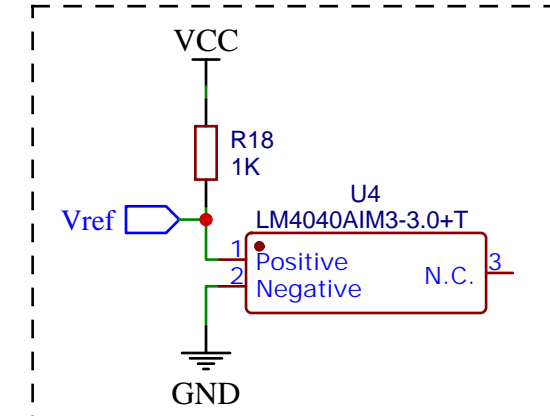 VCC
R18
1K
Vref
U4
LM4040AIM3-3.0+T
1
Positive
2
Negative
N.C.
3
GND